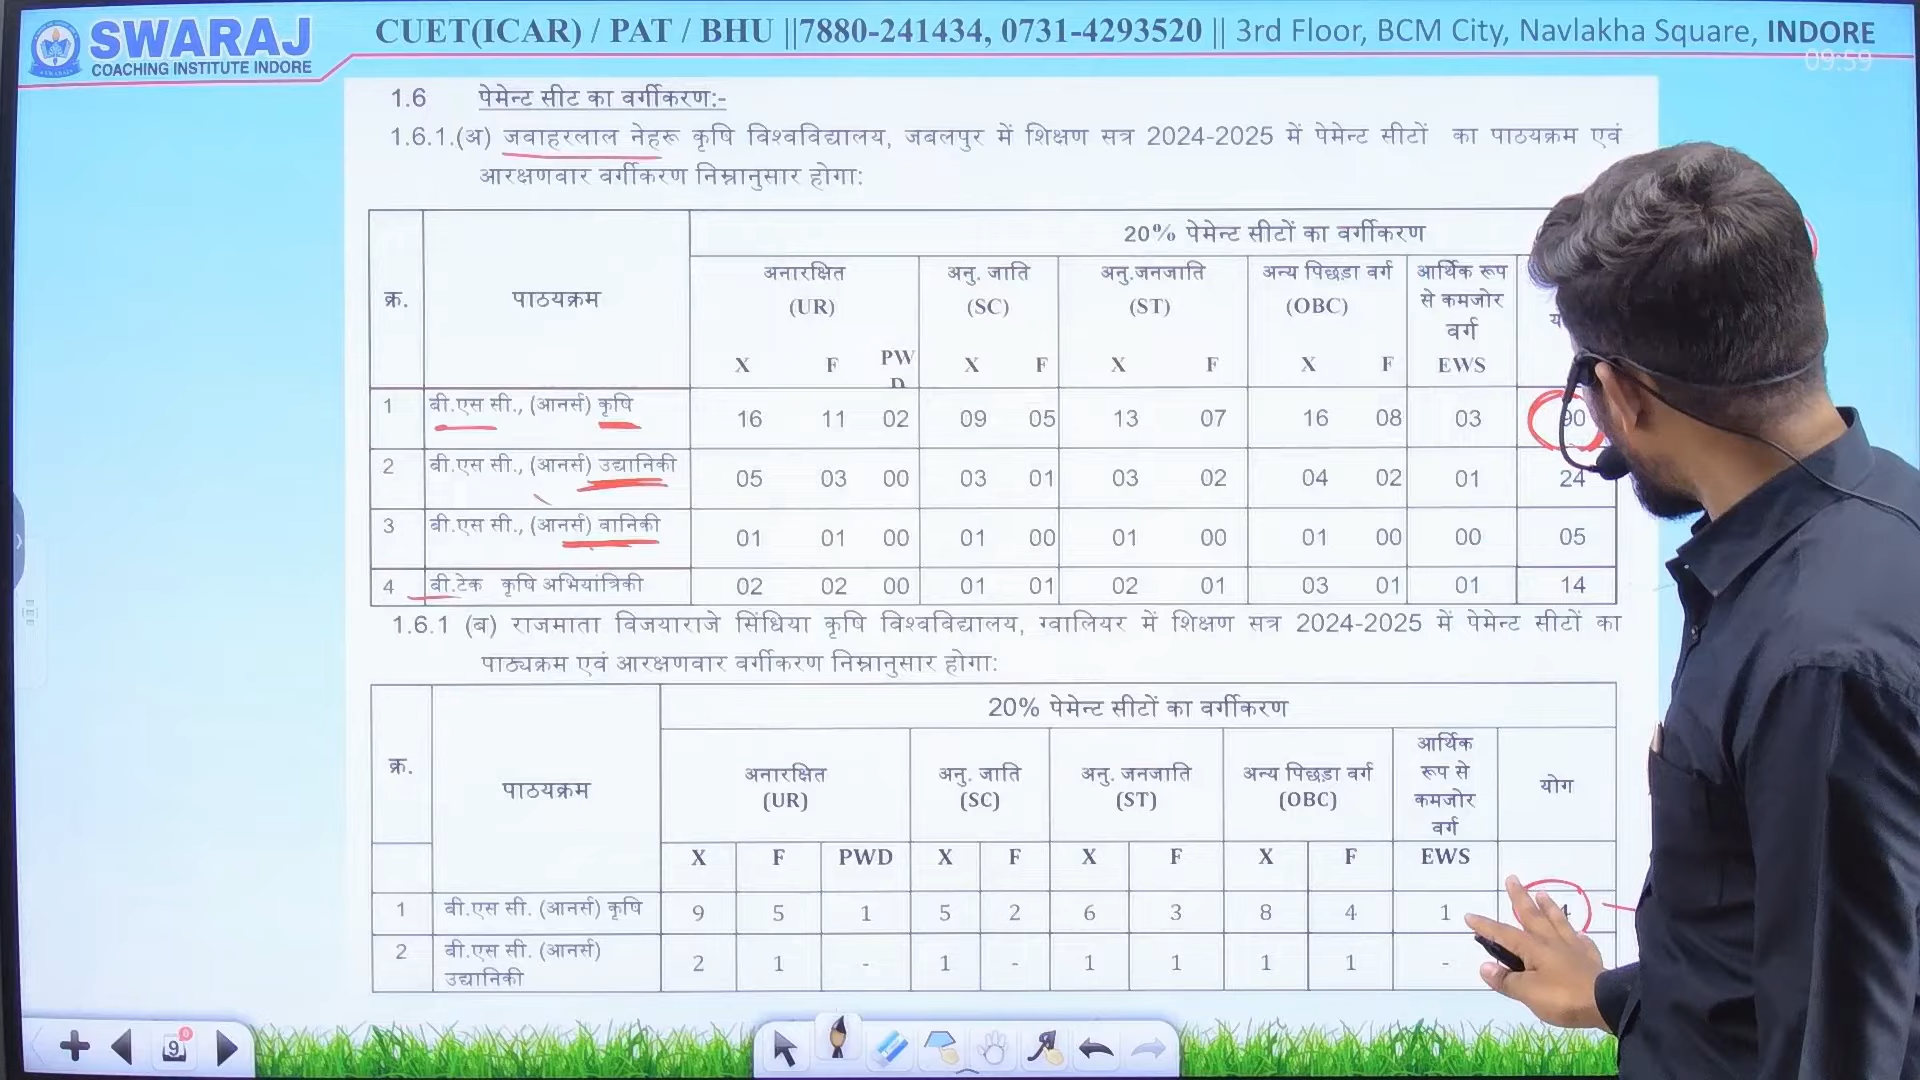 SWARAJ
COACHING INSTITUTE INDORE
CUET(ICAR) / PAT / BHU ||7880-241434, 0731-4293520 || 3rd Floor, BCM City, Navlakha Square, INDORE
09:59
1.6 पेमेन्ट सीट का वर्गीकरण:-
1.6.1.(अ) जवाहरलाल नेहरू कृषि विश्वविद्यालय, जबलपुर में शिक्षण सत्र 2024-2025 में पेमेन्ट सीटों का पाठयक्रम एवं
आरक्षणवार वर्गीकरण निम्नानुसार होगा:
20% पेमेन्ट सीटों का वर्गीकरण
क्र. पाठयक्रम अनारक्षित (UR) अनु. जाति (SC) अनु.जनजाति (ST) अन्य पिछड़ा वर्ग (OBC) आर्थिक रूप से कमजोर वर्ग
X F PWD X F X F X F EWS
1 बी.एस सी., (आनर्स) कृषि 16 11 02 09 05 13 07 16 08 03 90
2 बी.एस सी., (आनर्स) उद्यानिकी 05 03 00 03 01 03 02 04 02 01 24
3 बी.एस सी., (आनर्स) वानिकी 01 01 00 01 00 01 00 01 00 00 05
4 बी.टेक कृषि अभियांत्रिकी 02 02 00 01 01 02 01 03 01 01 14
1.6.1 (ब) राजमाता विजयाराजे सिंधिया कृषि विश्वविद्यालय, ग्वालियर में शिक्षण सत्र 2024-2025 में पेमेन्ट सीटों का
पाठ्यक्रम एवं आरक्षणवार वर्गीकरण निम्नानुसार होगा:
20% पेमेन्ट सीटों का वर्गीकरण
क्र. पाठयक्रम अनारक्षित (UR) अनु. जाति (SC) अनु. जनजाति (ST) अन्य पिछड़ा वर्ग (OBC) आर्थिक रूप से कमजोर वर्ग योग
X F PWD X F X F X F EWS
1 बी.एस सी. (आनर्स) कृषि 9 5 1 5 2 6 3 8 4 1
2 बी.एस सी. (आनर्स) उद्यानिकी 2 1 - 1 - 1 1 1 1 -
9
0